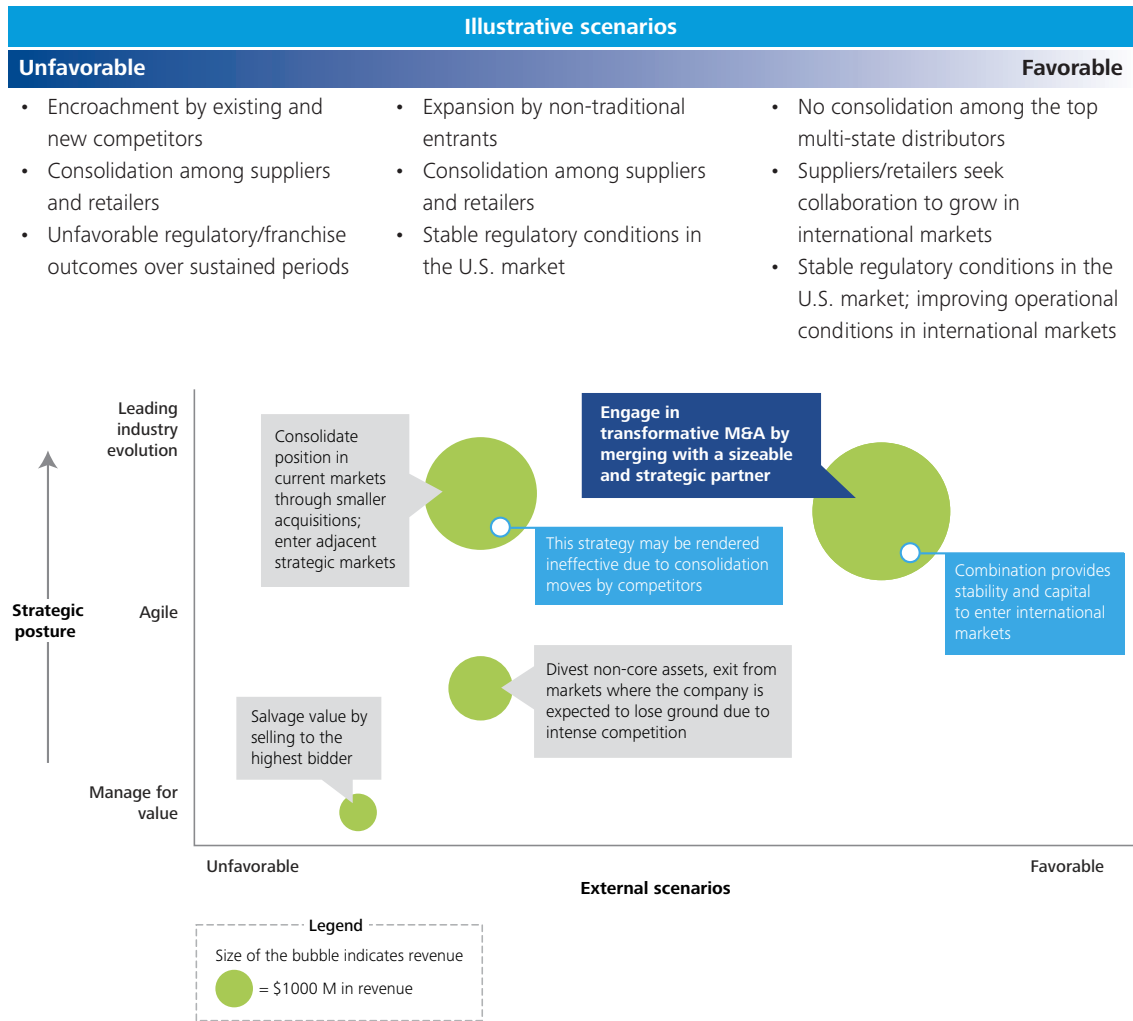 Illustrative scenarios
Unfavorable
Favorable
• Encroachment by existing and
new competitors
• Consolidation among suppliers
and retailers
• Unfavorable regulatory/franchise
outcomes over sustained periods
• Expansion by non-traditional
entrants
• Consolidation among suppliers
and retailers
• Stable regulatory conditions in
the U.S. market
• No consolidation among the top
multi-state distributors
• Suppliers/retailers seek
collaboration to grow in
international markets
• Stable regulatory conditions in the
U.S. market; improving operational
conditions in international markets
Leading
industry
evolution
Strategic
posture
Agile
Manage for
value
Consolidate
position in
current markets
through smaller
acquisitions;
enter adjacent
strategic markets
This strategy may be rendered
ineffective due to consolidation
moves by competitors
Engage in
transformative M&A by
merging with a sizeable
and strategic partner
Combination provides
stability and capital
to enter international
markets
Divest non-core assets, exit from
markets where the company is
expected to lose ground due to
intense competition
Salvage value by
selling to the
highest bidder
Unfavorable
Favorable
External scenarios
Legend
Size of the bubble indicates revenue
= $1000 M in revenue